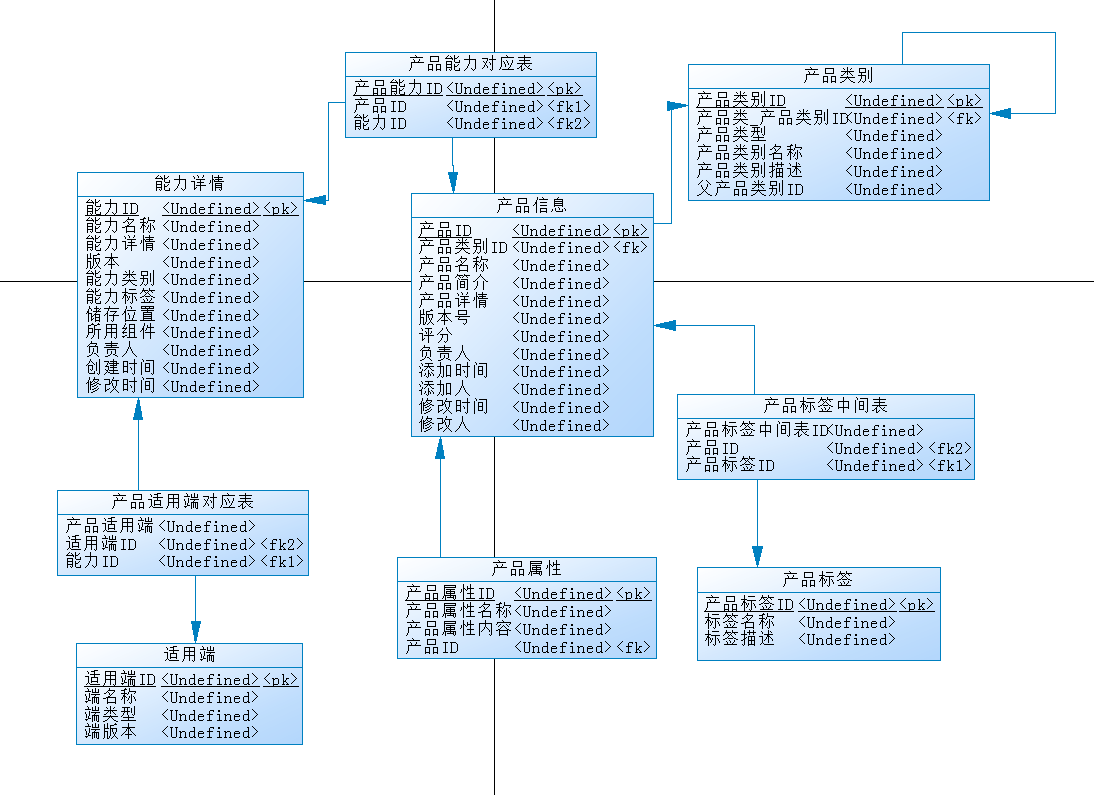 产品能力对应表
产品能力ID <Undefined> <pk>
产品ID <Undefined> <fk1>
能力ID <Undefined> <fk2>
产品类别
产品类别ID <Undefined> <pk>
产品类_产品类别ID <Undefined> <fk>
产品类型 <Undefined>
产品类别名称 <Undefined>
产品类别描述 <Undefined>
父产品类别ID <Undefined>
能力详情
能力ID <Undefined> <pk>
能力名称 <Undefined>
能力详情 <Undefined>
版本 <Undefined>
能力类别 <Undefined>
能力标签 <Undefined>
储存位置 <Undefined>
所用组件 <Undefined>
负责人 <Undefined>
创建时间 <Undefined>
修改时间 <Undefined>
产品信息
产品ID <Undefined> <pk>
产品类别ID <Undefined> <fk>
产品名称 <Undefined>
产品简介 <Undefined>
产品详情 <Undefined>
版本号 <Undefined>
评分 <Undefined>
负责人 <Undefined>
添加时间 <Undefined>
添加人 <Undefined>
修改时间 <Undefined>
修改人 <Undefined>
产品标签中间表
产品标签中间表ID <Undefined>
产品ID <Undefined> <fk2>
产品标签ID <Undefined> <fk1>
产品适用端对应表
产品适用端 <Undefined>
适用端ID <Undefined> <fk2>
能力ID <Undefined> <fk1>
产品属性
产品属性ID <Undefined> <pk>
产品属性名称 <Undefined>
产品属性内容 <Undefined>
产品ID <Undefined> <fk>
产品标签
产品标签ID <Undefined> <pk>
标签名称 <Undefined>
标签描述 <Undefined>
适用端
适用端ID <Undefined> <pk>
端名称 <Undefined>
端类型 <Undefined>
端版本 <Undefined>